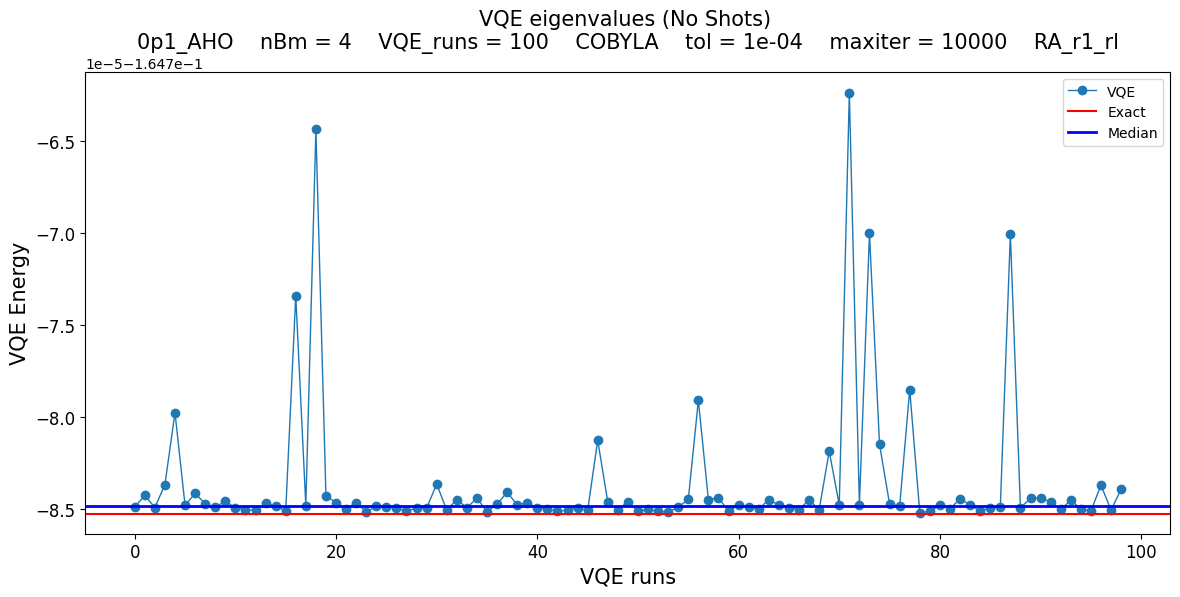 VQE eigenvalues (No Shots)
0p1_AHO nBm = 4 VQE_runs = 100 COBYLA tol = 1e-04 maxiter = 10000 RA_r1_rl
1e−5−1.647e−1
VQE
Exact
Median
−6.5
−7.0
−7.5
−8.0
−8.5
VQE Energy
0 20 40 60 80 100
VQE runs